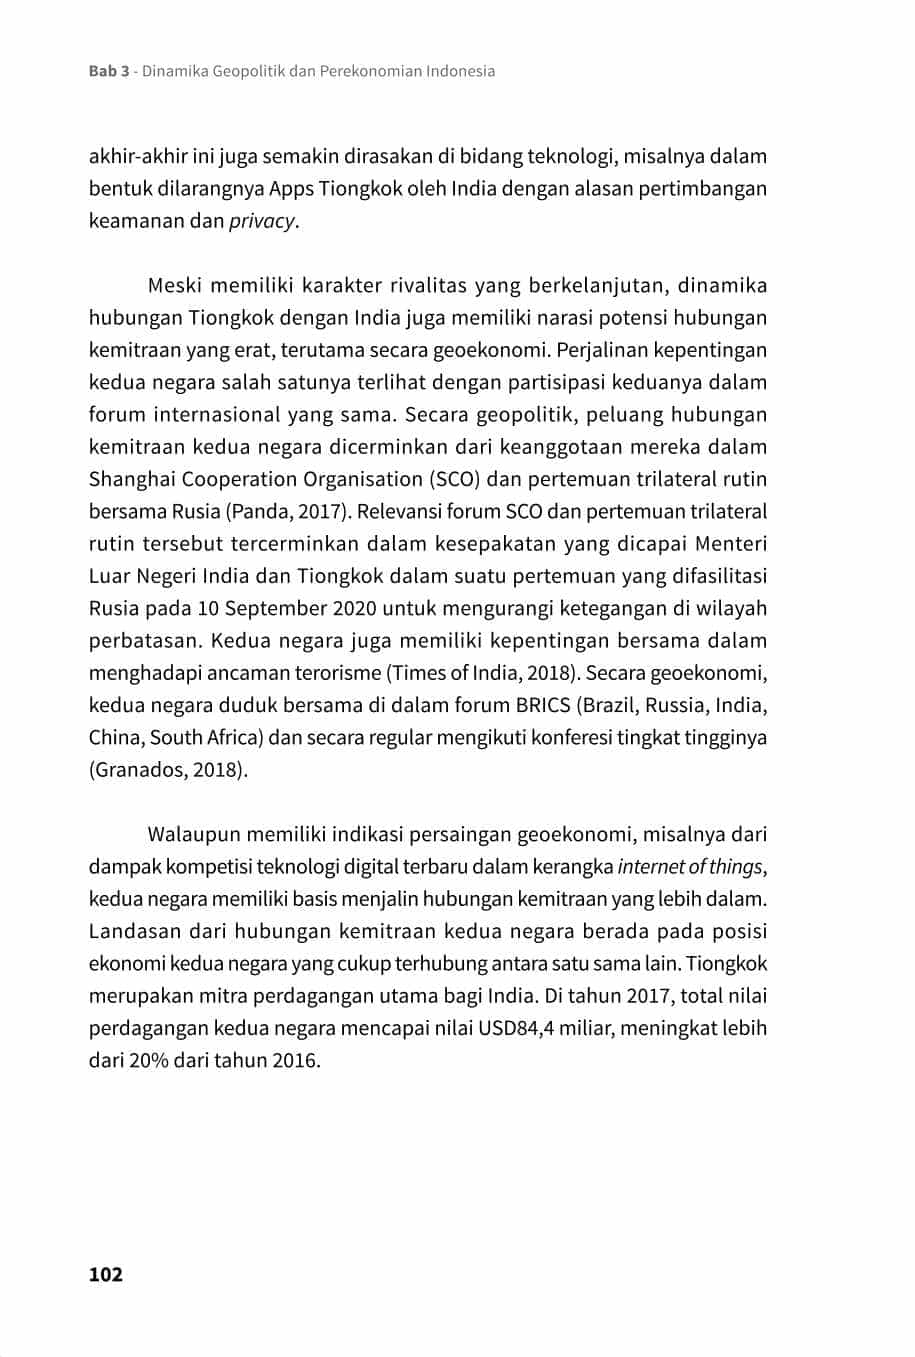 Bab 3 - Dinamika Geopolitik dan Perekonomian Indonesia
akhir-akhir ini juga semakin dirasakan di bidang teknologi, misalnya dalam
bentuk dilarangnya Apps Tiongkok oleh India dengan alasan pertimbangan
keamanan dan privacy.
Meski memiliki karakter rivalitas yang berkelanjutan, dinamika
hubungan Tiongkok dengan India juga memiliki narasi potensi hubungan
kemitraan yang erat, terutama secara geoekonomi. Perjalinan kepentingan
kedua negara salah satunya terlihat dengan partisipasi keduanya dalam
forum internasional yang sama. Secara geopolitik, peluang hubungan
kemitraan kedua negara dicerminkan dari keanggotaan mereka dalam
Shanghai Cooperation Organisation (SCO) dan pertemuan trilateral rutin
bersama Rusia (Panda, 2017). Relevansi forum SCO dan pertemuan trilateral
rutin tersebut tercerminkan dalam kesepakatan yang dicapai Menteri
Luar Negeri India dan Tiongkok dalam suatu pertemuan yang difasilitasi
Rusia pada 10 September 2020 untuk mengurangi ketegangan di wilayah
perbatasan. Kedua negara juga memiliki kepentingan bersama dalam
menghadapi ancaman terorisme (Times of India, 2018). Secara geoekonomi,
kedua negara duduk bersama di dalam forum BRICS (Brazil, Russia, India,
China, South Africa) dan secara regular mengikuti konferesi tingkat tingginya
(Granados, 2018).
Walaupun memiliki indikasi persaingan geoekonomi, misalnya dari
dampak kompetisi teknologi digital terbaru dalam kerangka internet of things,
kedua negara memiliki basis menjalin hubungan kemitraan yang lebih dalam.
Landasan dari hubungan kemitraan kedua negara berada pada posisi
ekonomi kedua negara yang cukup terhubung antara satu sama lain. Tiongkok
merupakan mitra perdagangan utama bagi India. Di tahun 2017, total nilai
perdagangan kedua negara mencapai nilai USD84,4 miliar, meningkat lebih
dari 20% dari tahun 2016.
102